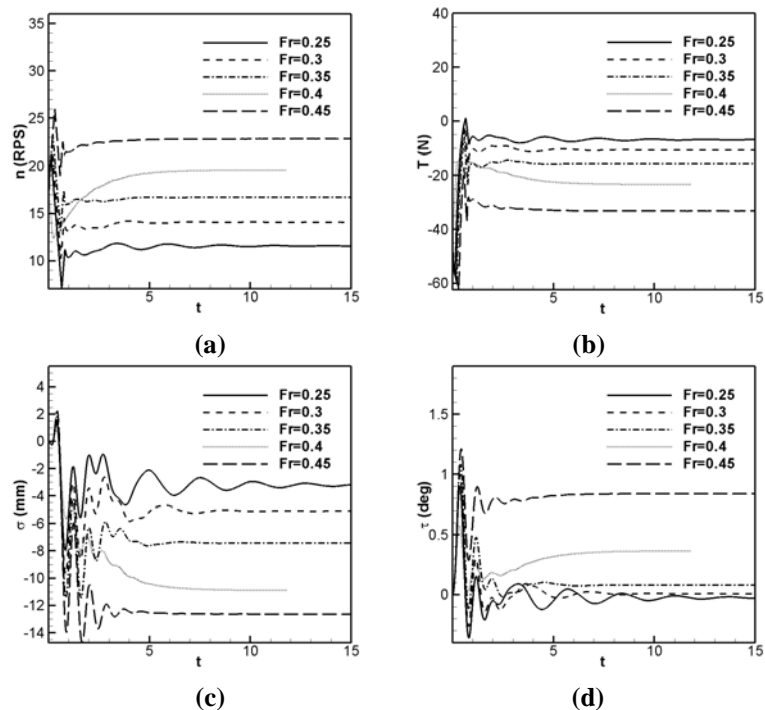 35
30
25
20
15
10
n (RPS)
5
10
15
t
Fr=0.25
Fr=0.3
Fr=0.35
Fr=0.4
Fr=0.45
(a)
40
20
0
-20
-40
-60
T (N)
5
10
15
t
Fr=0.25
Fr=0.3
Fr=0.35
Fr=0.4
Fr=0.45
(b)
4
2
0
-2
-4
-6
-8
-10
-12
-14
σ (mm)
5
10
15
t
Fr=0.25
Fr=0.3
Fr=0.35
Fr=0.4
Fr=0.45
(c)
1.5
1
0.5
0
τ (deg)
5
10
15
t
Fr=0.25
Fr=0.3
Fr=0.35
Fr=0.4
Fr=0.45
(d)